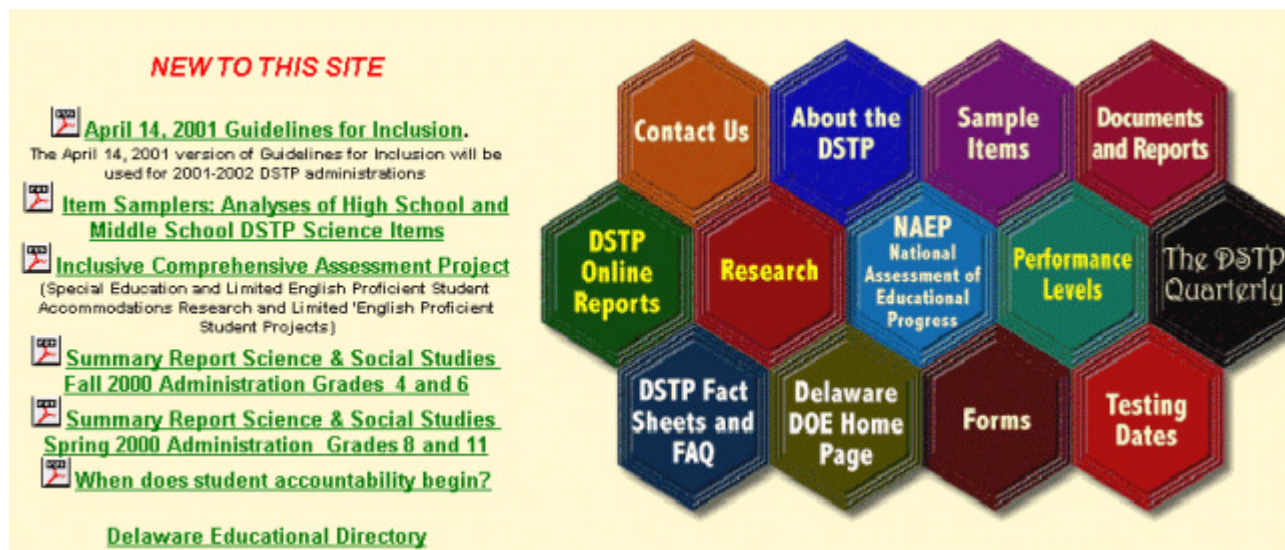 NEW TO THIS SITE
April 14, 2001 Guidelines for Inclusion.
The April 14, 2001 version of Guidelines for Inclusion will be
used for 2001-2002 DSTP administrations
Item Samplers: Analyses of High School and
Middle School DSTP Science Items
Inclusive Comprehensive Assessment Project
(Special Education and Limited English Proficient Student
Accommodations Research and Limited 'English Proficient
Student Projects)
Summary Report Science & Social Studies
Fall 2000 Administration Grades 4 and 6
Summary Report Science & Social Studies
Spring 2000 Administration Grades 8 and 11
When does student accountability begin?
Delaware Educational Directory
Contact Us
About the
DSTP
Sample
Items
Documents
and Reports
DSTP
Online
Reports
Research
NAEP
National
Assessment of
Educational
Progress
Performance
Levels
The DSTP
Quarterly
DSTP Fact
Sheets and
FAQ
Delaware
DOE Home
Page
Forms
Testing
Dates